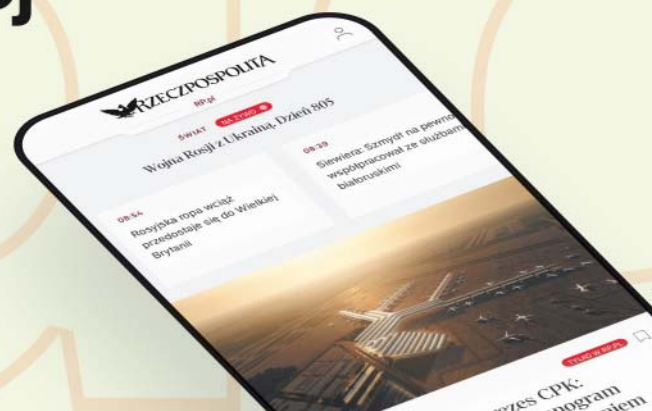 RZECZPOSPOLITA
RP.pl
ŚWIAT NA ŻYWO
Wojna Rosji z Ukrainą. Dzień 805
08:54
Rosyjska ropa wciąż
przedostaje się do Wielkiej
Brytanii
08:39
Siewiera: Szmydt na pewno
współpracował ze służbami
białoruskimi
TYLKO W RP.PL
CPK: